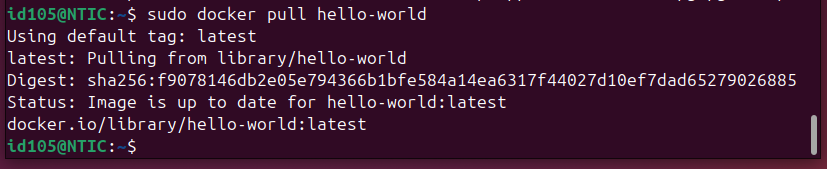 id105@NTIC:~$ sudo docker pull hello-world
Using default tag: latest
latest: Pulling from library/hello-world
Digest: sha256:f9078146db2e05e794366b1bfe584a14ea6317f44027d10ef7dad65279026885
Status: Image is up to date for hello-world:latest
docker.io/library/hello-world:latest
id105@NTIC:~$